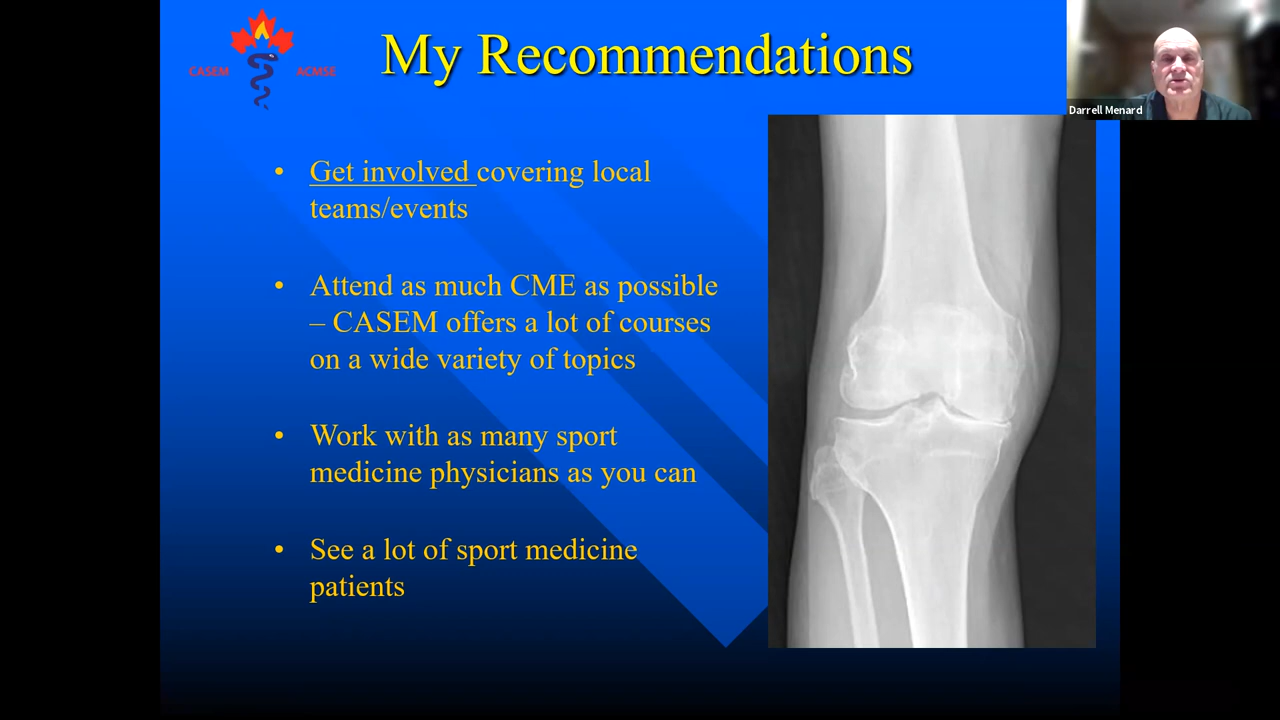 CASEM ACMSE
My Recommendations
Darrell Menard
• Get involved covering local
teams/events
• Attend as much CME as possible
– CASEM offers a lot of courses
on a wide variety of topics
• Work with as many sport
medicine physicians as you can
• See a lot of sport medicine
patients